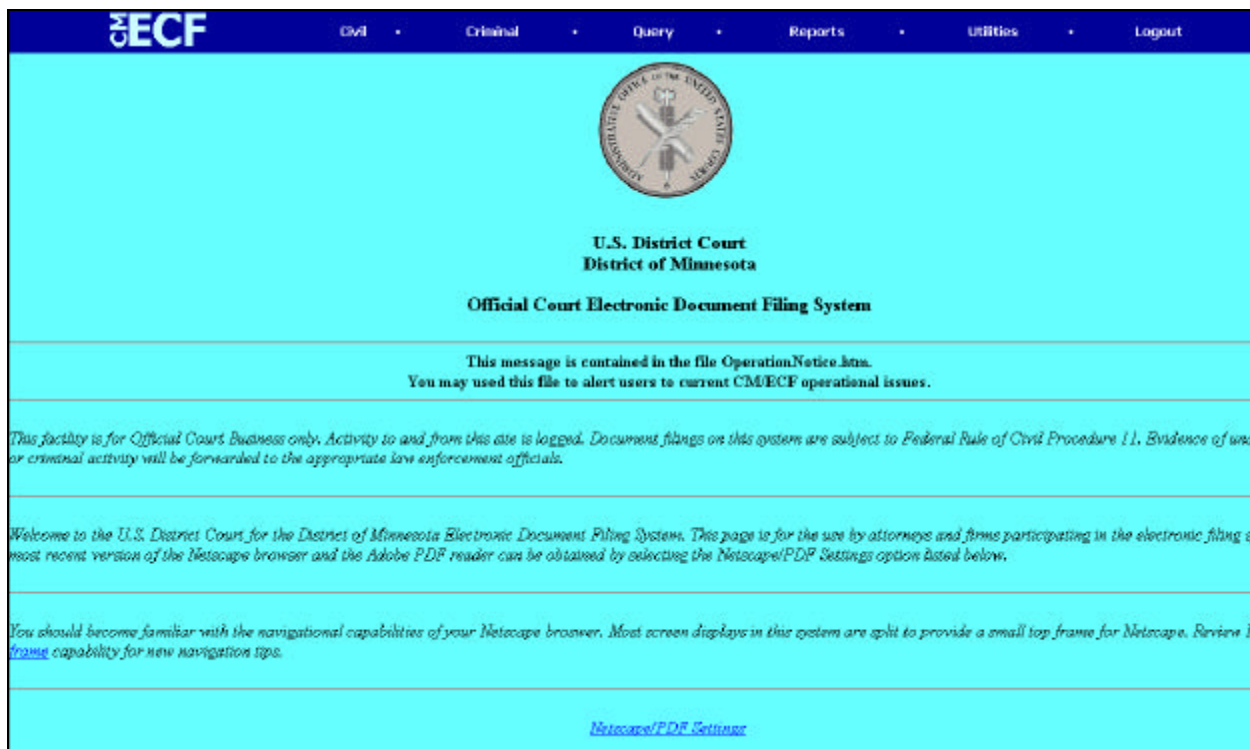 CM ECF Civil • Criminal • Query • Reports • Utilities • Logout
ADMINISTRATIVE OFFICE OF THE UNITED STATES COURTS
U.S. District Court
District of Minnesota
Official Court Electronic Document Filing System
This message is contained in the file OperationNotice.htm.
You may used this file to alert users to current CM/ECF operational issues.
This facility is for Official Court Business only. Activity to and from this site is logged. Document filings on this system are subject to Federal Rule of Civil Procedure 11. Evidence of
or criminal activity will be forwarded to the appropriate law enforcement officials.
Welcome to the U.S. District Court for the District of Minnesota Electronic Document Filing System. This page is for the use by attorneys and firms participating in the electronic filing
most recent version of the Netscape browser and the Adobe PDF reader can be obtained by selecting the Netscape/PDF Settings option listed below.
You should become familiar with the navigational capabilities of your Netscape broswer. Most screen displays in this system are split to provide a small top frame for Netscape. Review
frame capability for new navigation tips.
Netscape/PDF Settings